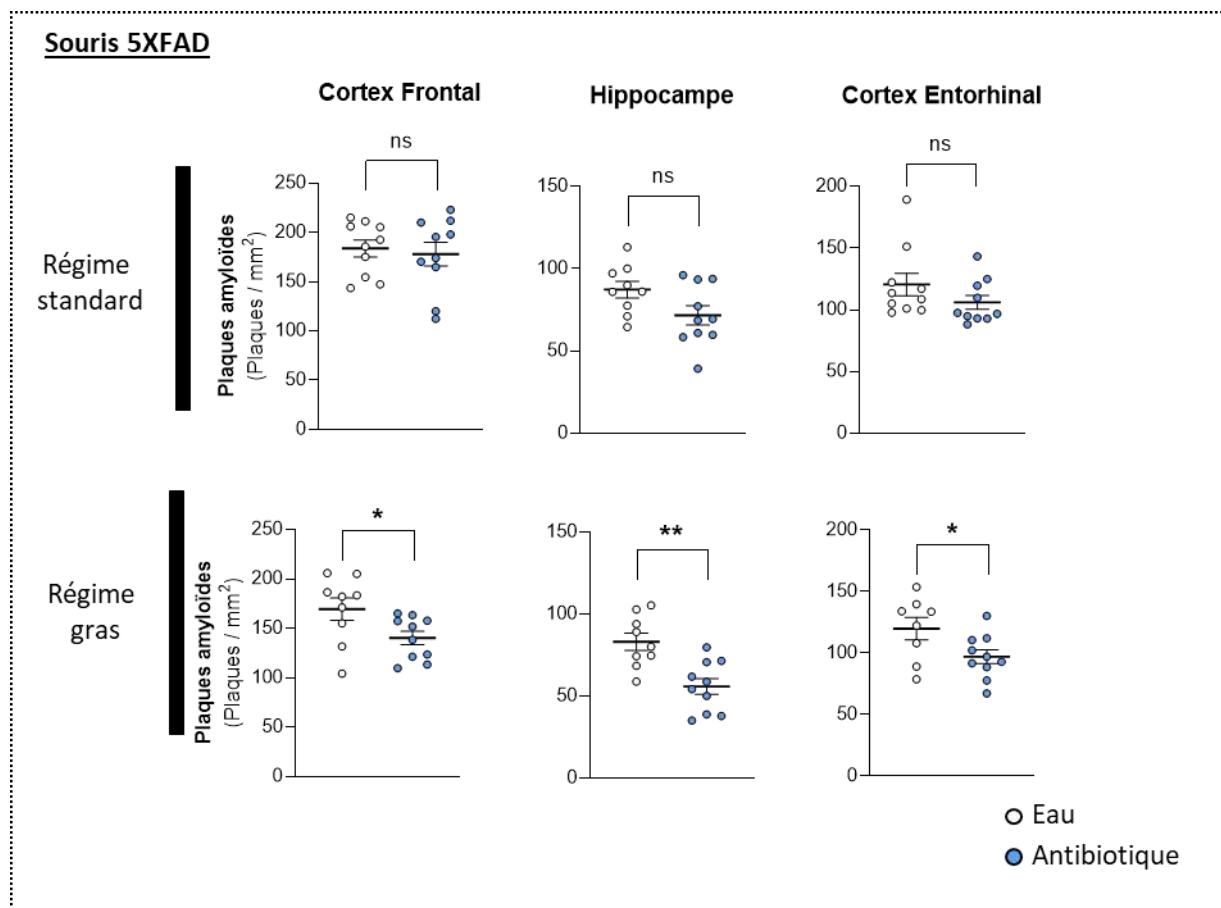 Souris 5XFAD
Cortex Frontal
Hippocampe
Cortex Entorhinal
Régime
standard
Plaques amyloïdes
(Plaques / mm2)
ns
250
200
150
100
50
0
ns
150
100
50
0
ns
200
150
100
50
0
Régime
gras
Plaques amyloïdes
(Plaques / mm2)
*
250
200
150
100
50
0
**
150
100
50
0
*
200
150
100
50
0
Eau
Antibiotique